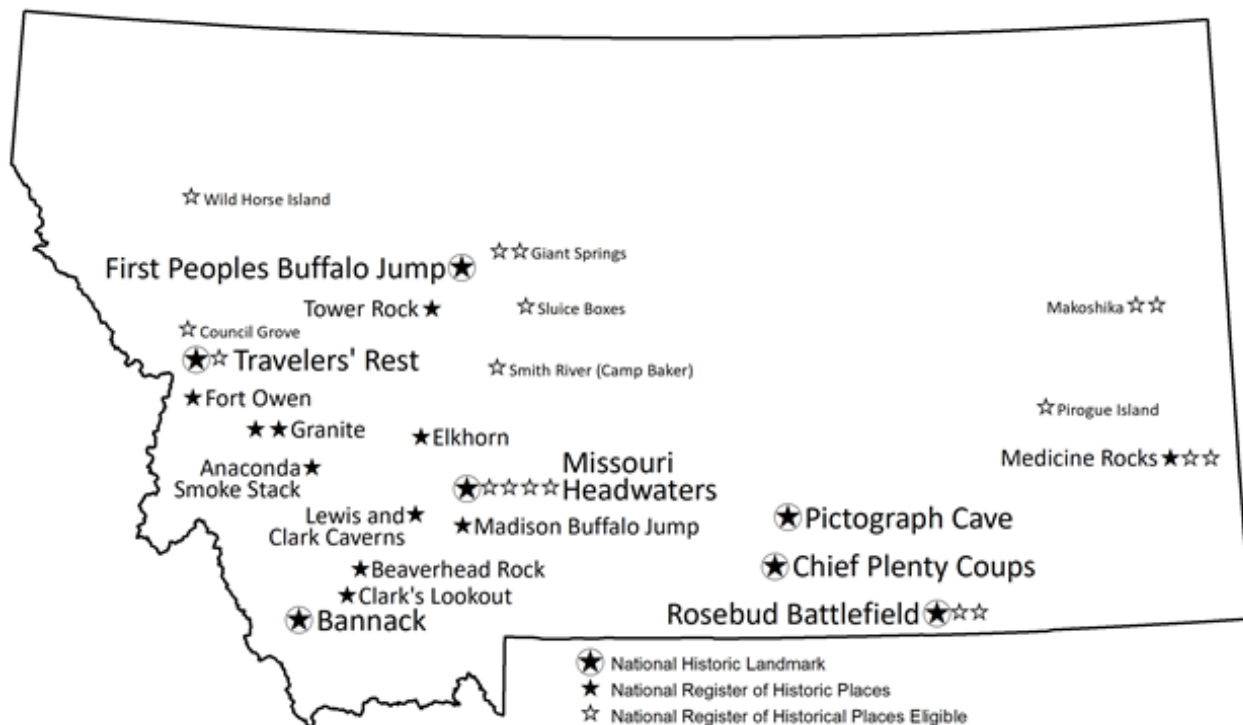 Wild Horse Island
Giant Springs
First Peoples Buffalo Jump
Tower Rock
Sluice Boxes
Makoshika
Council Grove
Travelers' Rest
Smith River (Camp Baker)
Fort Owen
Pirogue Island
Granite
Elkhorn
Medicine Rocks
Anaconda
Smoke Stack
Missouri
Headwaters
Lewis and
Clark Caverns
Madison Buffalo Jump
Pictograph Cave
Chief Plenty Coups
Beaverhead Rock
Clark's Lookout
Bannack
Rosebud Battlefield
National Historic Landmark
National Register of Historic Places
National Register of Historical Places Eligible